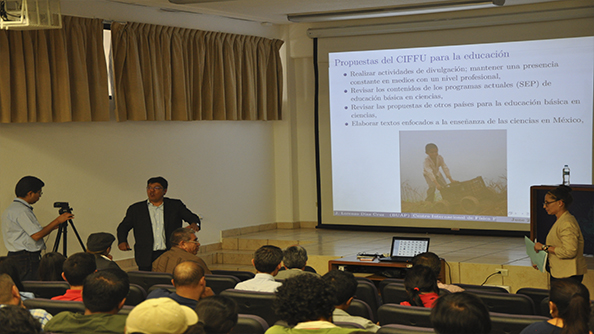 Propuestas del CIFFU para la educación
Realizar actividades de divulgación; mantener una presencia
constante en medios con un nivel profesional,
Revisar los contenidos de los programas actuales (SEP) de
educación básica en ciencias,
Revisar las propuestas de otros países para la educación básica en
ciencias,
Elaborar textos enfocados a la enseñanza de las ciencias en México,